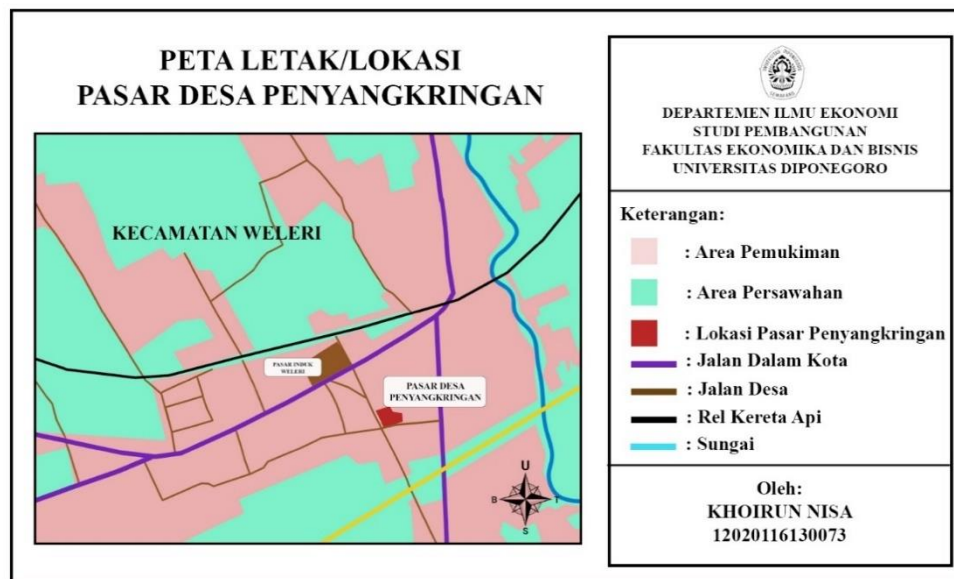 PETA LETAK/LOKASI
PASAR DESA PENYANGKRINGAN
KECAMATAN WELERI
PASAR INDUK
WELERI
PASAR DESA
PENYANGKRINGAN
U
B
T
S
DEPARTEMEN ILMU EKONOMI
STUDI PEMBANGUNAN
FAKULTAS EKONOMIKA DAN BISNIS
UNIVERSITAS DIPONEGORO
Keterangan:
: Area Pemukiman
: Area Persawahan
: Lokasi Pasar Penyangkringan
: Jalan Dalam Kota
: Jalan Desa
: Rel Kereta Api
: Sungai
Oleh:
KHOIRUN NISA
12020116130073